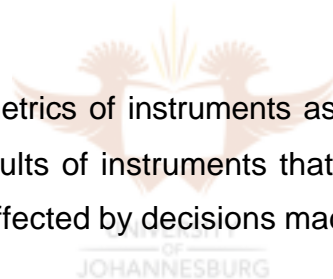 etrics of instruments as
ults of instruments that
ffected by decisions mad
UNIVERSITY
OF
JOHANNESBURG